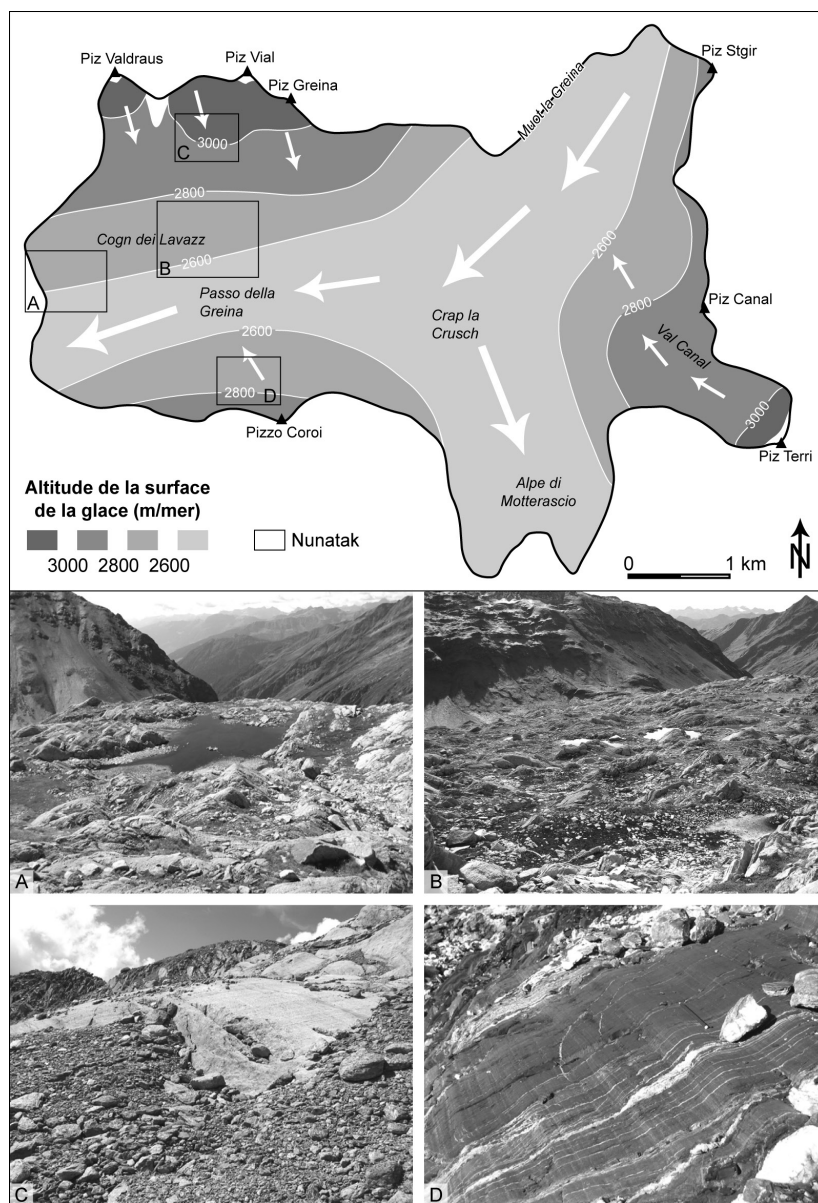 Piz Valdraus
Piz Vial
Piz Greina
Muot la Greina
Piz Stgir
3000
C
2800
Cogn dei Lavazz
2600
B
A
Passo della
Greina
2600
2800
D
Pizzo Coroi
Crap la
Crusch
2600
2800
Piz Canal
Val Canal
3000
Piz Terri
Alpe di
Motterascio
Altitude de la surface
de la glace (m/mer)
3000 2800 2600
Nunatak
0 1 km
N
A
B
C
D